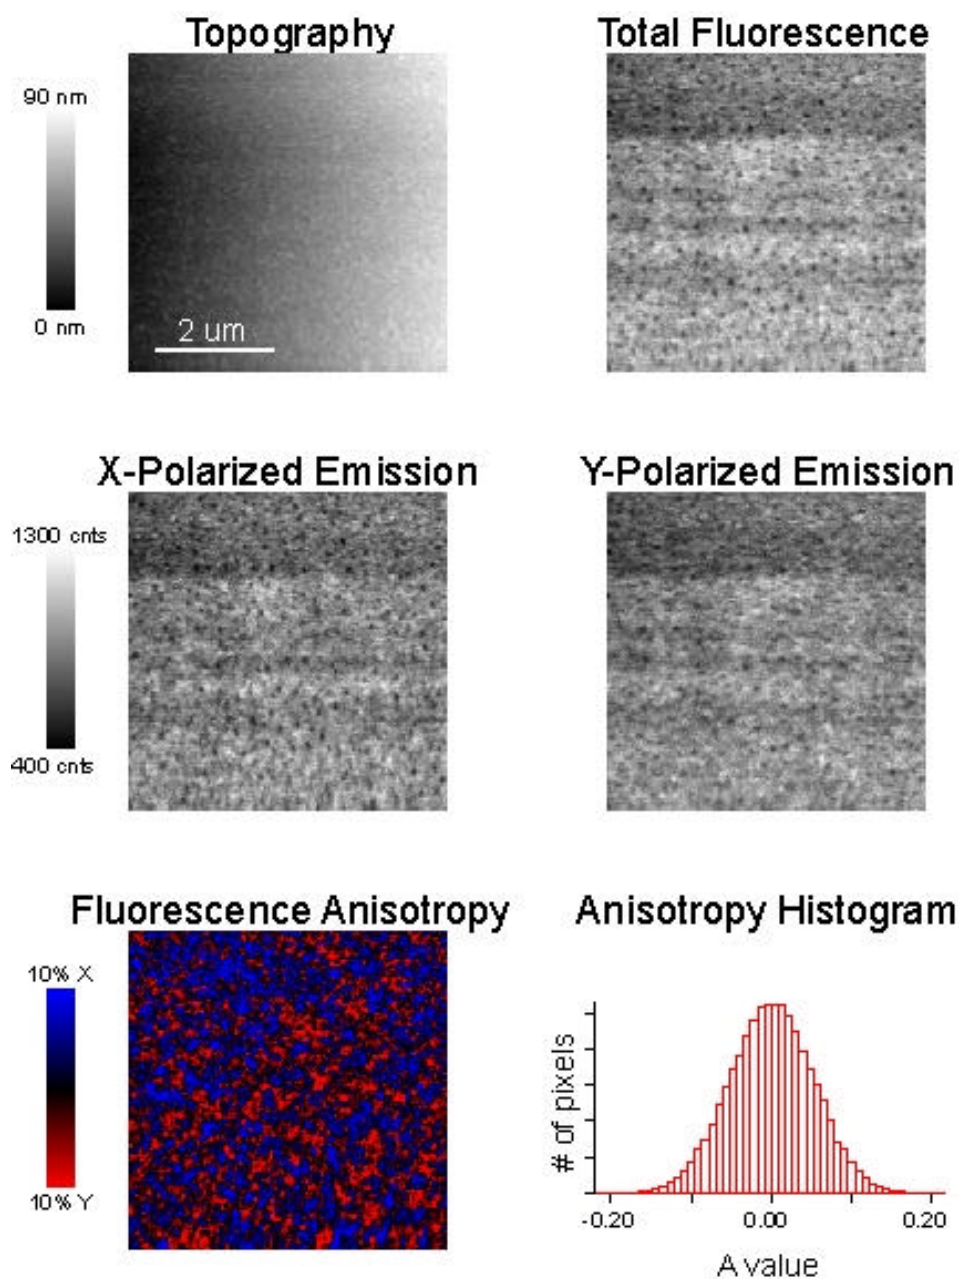 Topography
Total Fluorescence
90 nm
0 nm
2 um
X-Polarized Emission
Y-Polarized Emission
1300 cnts
400 cnts
Fluorescence Anisotropy
Anisotropy Histogram
10% X
10% Y
# of pixels
-0.20
0.00
0.20
A value